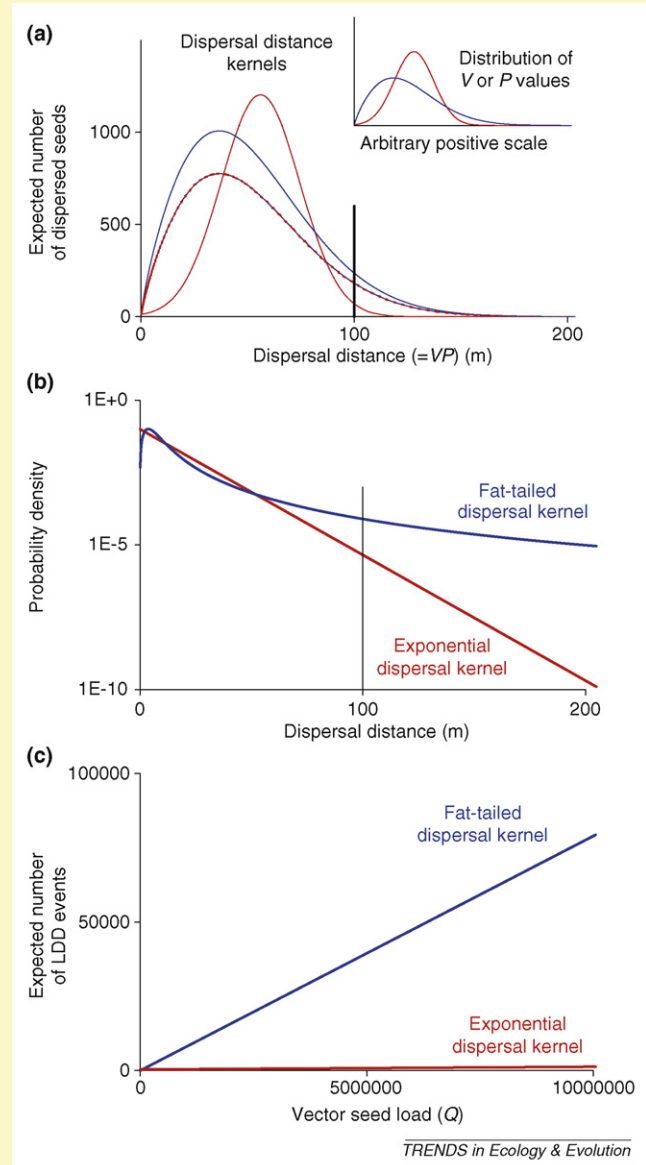 (a)
Dispersal distance
kernels
Distribution of
V or P values
Arbitrary positive scale
Expected number
of dispersed seeds
1000
500
0
0
100
200
Dispersal distance (=VP) (m)
(b)
1E+0
1E-5
1E-10
Probability density
Fat-tailed
dispersal kernel
Exponential
dispersal kernel
0
100
200
Dispersal distance (m)
(c)
100000
50000
0
Expected number
of LDD events
Fat-tailed
dispersal kernel
Exponential
dispersal kernel
0
5000000
10000000
Vector seed load (Q)
TRENDS in Ecology & Evolution